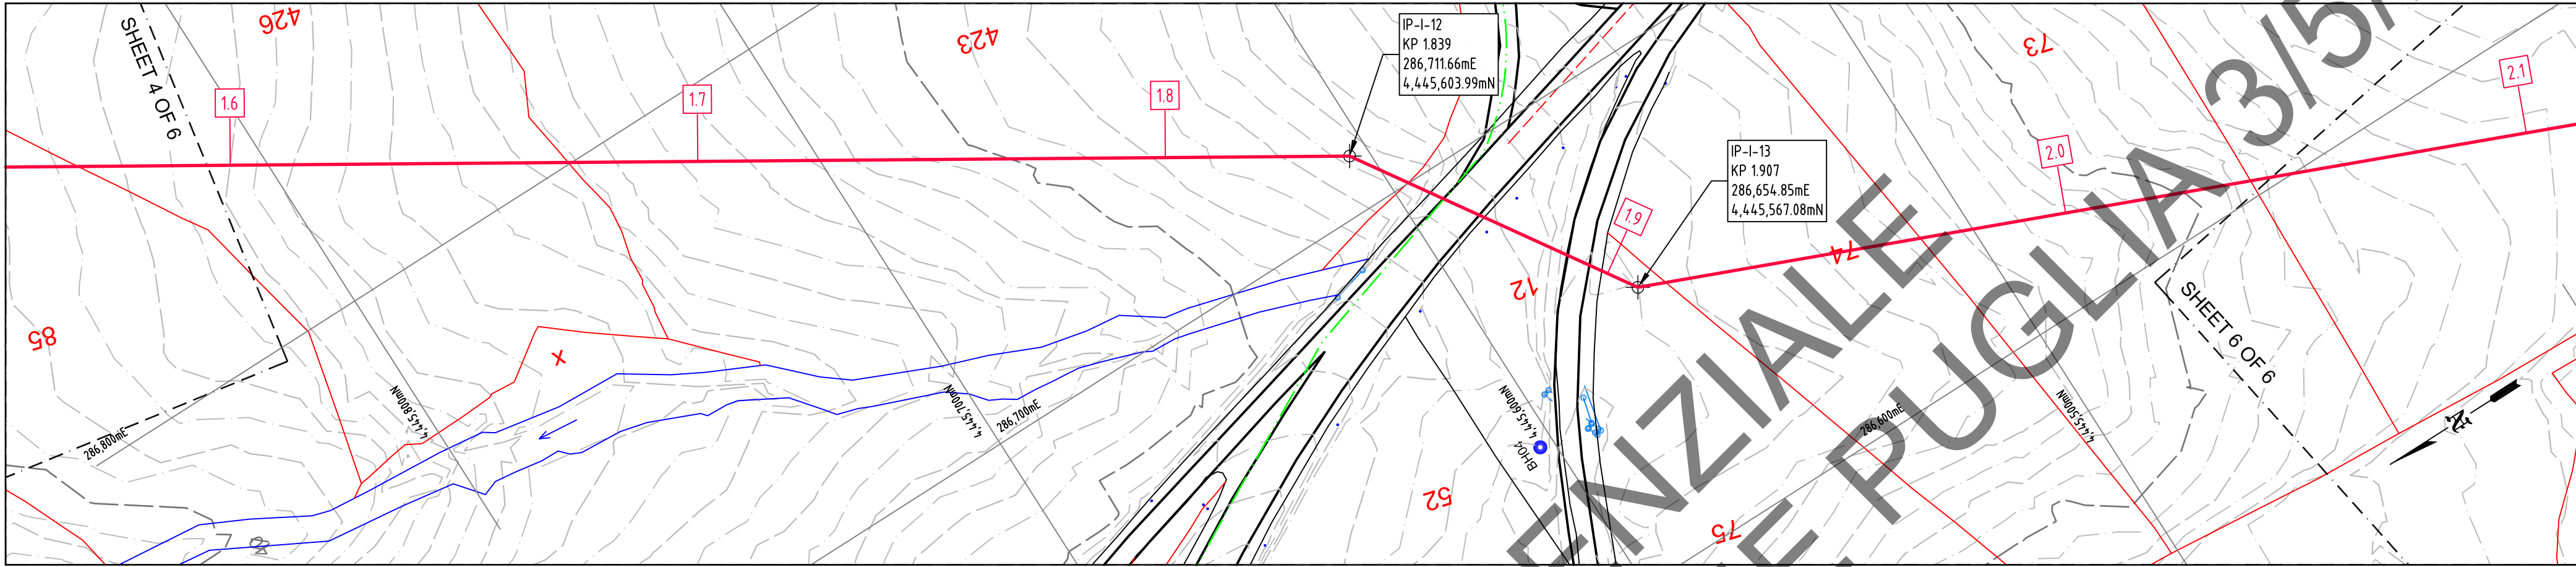 SHEET 4 OF 6
426
423
1.6
1.7
1.8
IP-I-12
KP 1.839
286,711.66mE
4,445,603.99mN
IP-I-13
KP 1.907
286,654.85mE
4,445,567.08mN
73
1.9
2.0
2.1
85
x
12
74
SHEET 6 OF 6
286,800mE
4,445,800mN
4,445,700mN
286,700mE
4,445,600mN
BH04
286,600mE
4,445,500mN
N
52
75
ENZIALE
E PUGLIA 3/5/